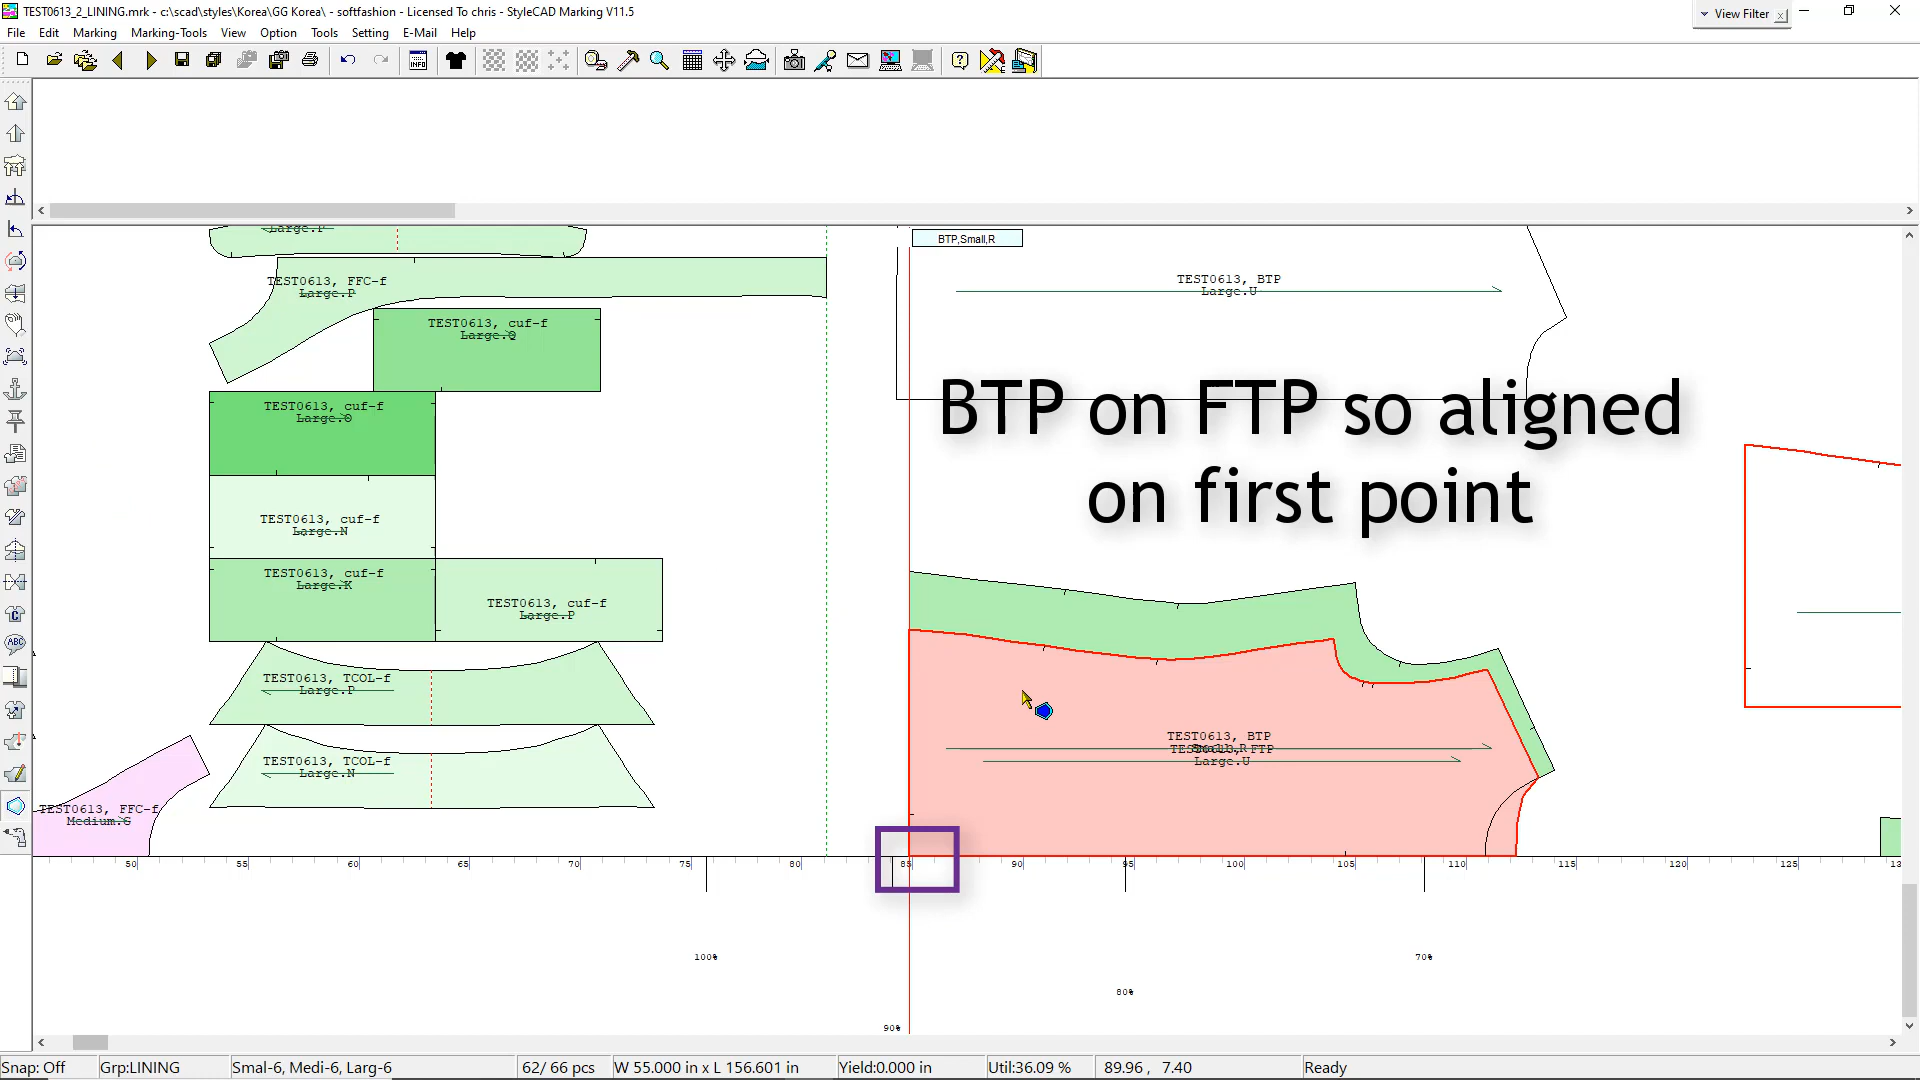 TEST0613_2_LINING.mrk - c:\scad\styles\Korea\GG Korea\ - softfashion - Licensed To chris - StyleCAD Marking V11.5
View Filter
File Edit Marking Marking-Tools View Option Tools Setting E-Mail Help
INFO
Large.P
BTP,Small,R
TEST0613, FFC-f
Large.P
TEST0613, BTP
Large.U
TEST0613, cuf-f
Large.Q
TEST0613, cuf-f
Large.O
BTP on FTP so aligned
on first point
TEST0613, cuf-f
Large.N
TEST0613, cuf-f
Large.K
TEST0613, cuf-f
Large.P
C
ABC
TEST0613, TCOL-f
Large.P
TEST0613, BTP
Small.R
TEST0613, FTP
Large.U
TEST0613, TCOL-f
Large.N
TEST0613, FFC-f
Medium.G
50 55 60 65 70 75 80 85 90 95 100 105 110 115 120 125
100% 70%
80%
90%
Snap: Off Grp:LINING Smal-6, Medi-6, Larg-6 62/ 66 pcs W 55.000 in x L 156.601 in Yield:0.000 in Util:36.09 % 89.96 , 7.40 Ready